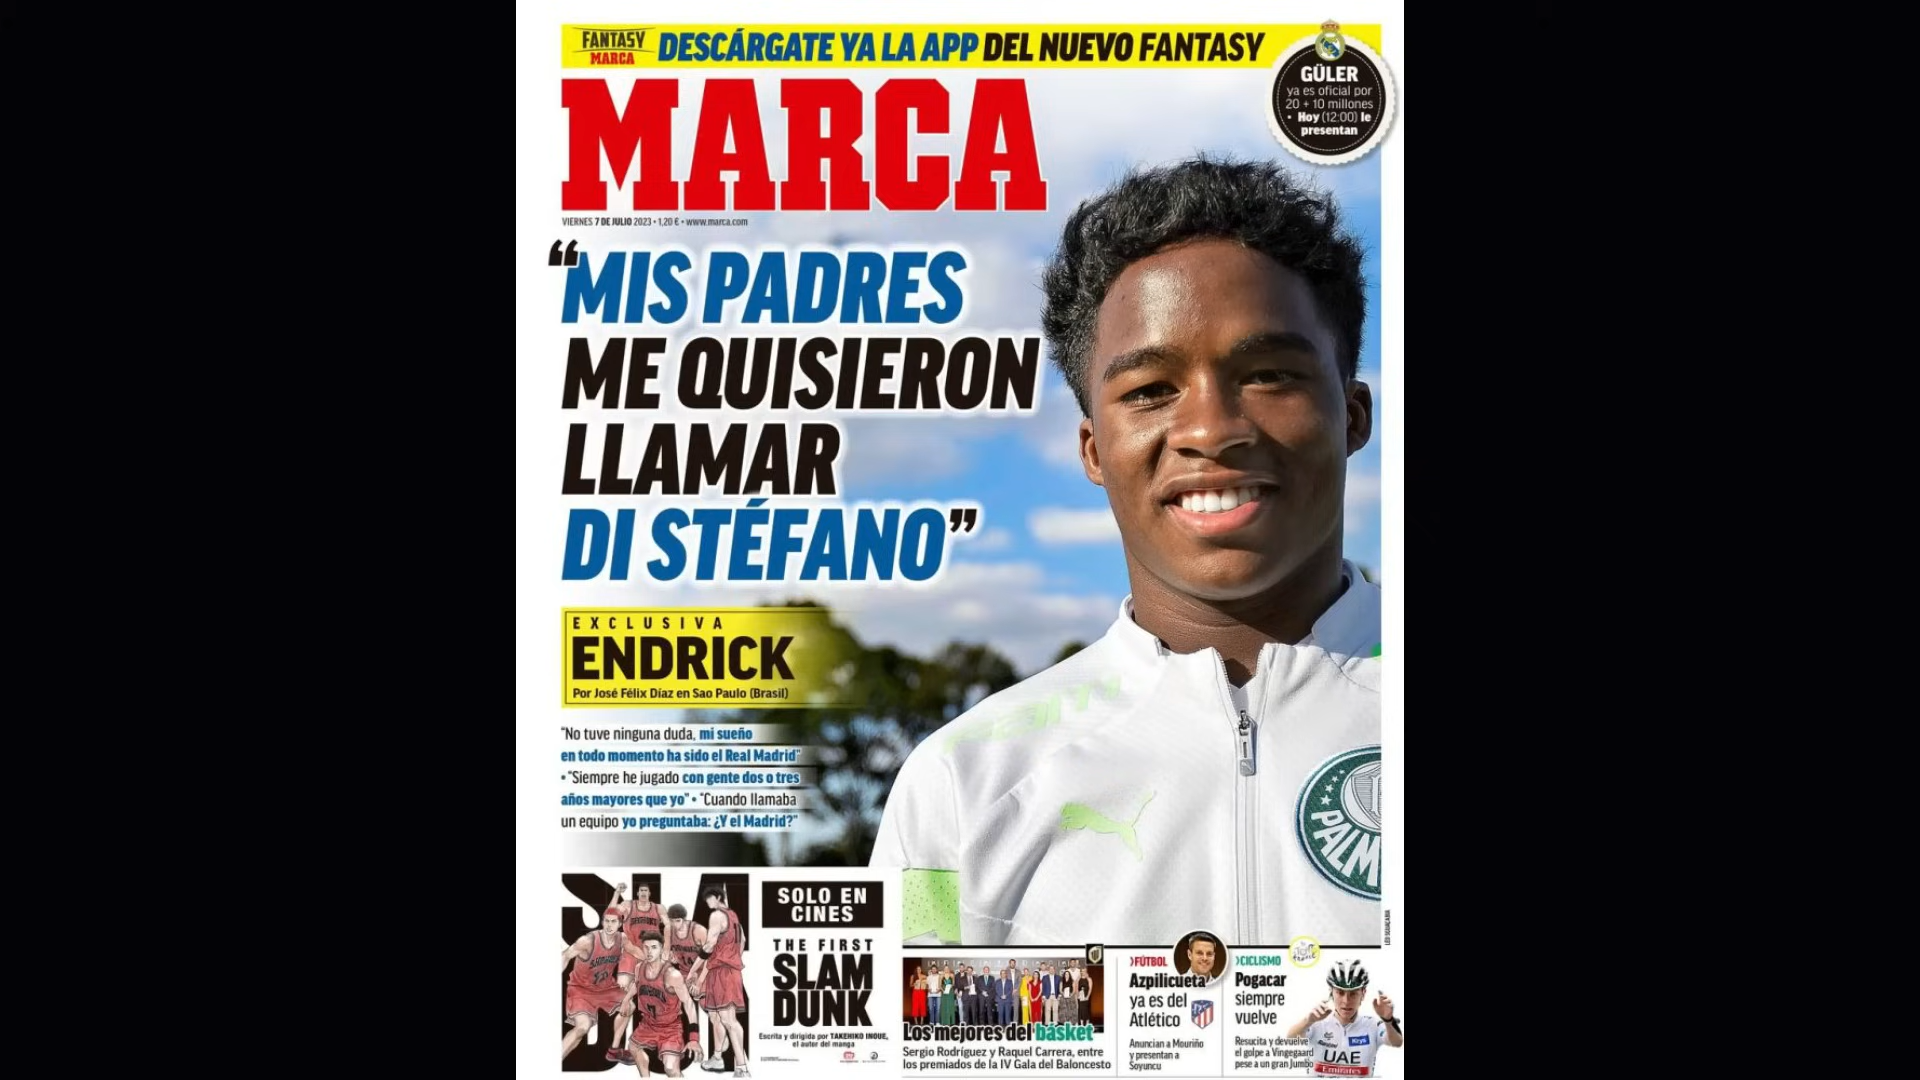 FANTASY
MARCA
DESCÁRGATE YA LA APP DEL NUEVO FANTASY
GÜLER
ya es oficial por
20 + 10 millones
• Hoy (12:00) le
presentan
MARCA
VIERNES 7 DE JULIO 2023 • 1,20 € • www.marca.com
“MIS PADRES
ME QUISIERON
LLAMAR
DI STÉFANO”
EXCLUSIVA
ENDRICK
Por José Félix Díaz en Sao Paulo (Brasil)
"No tuve ninguna duda, mi sueño
en todo momento ha sido el Real Madrid"
• "Siempre he jugado con gente dos o tres
años mayores que yo" • "Cuando llamaba
un equipo yo preguntaba: ¿Y el Madrid?"
PALM
SOLO EN
CINES
THE FIRST
SLAM
DUNK
Escrita y dirigida por TAKEHIKO INOUE,
el autor del manga
Los mejores del básket
Sergio Rodríguez y Raquel Carrera, entre
los premiados de la IV Gala del Baloncesto
FÚTBOL
Azpilicueta
ya es del
Atlético
Anuncian a Mouriño
y presentan a
Soyuncu
CICLISMO
Pogacar
siempre
vuelve
Resucita y devuelve
el golpe a Vingegaard
pese a un gran Jumbo
Krys
UAE
Emirates